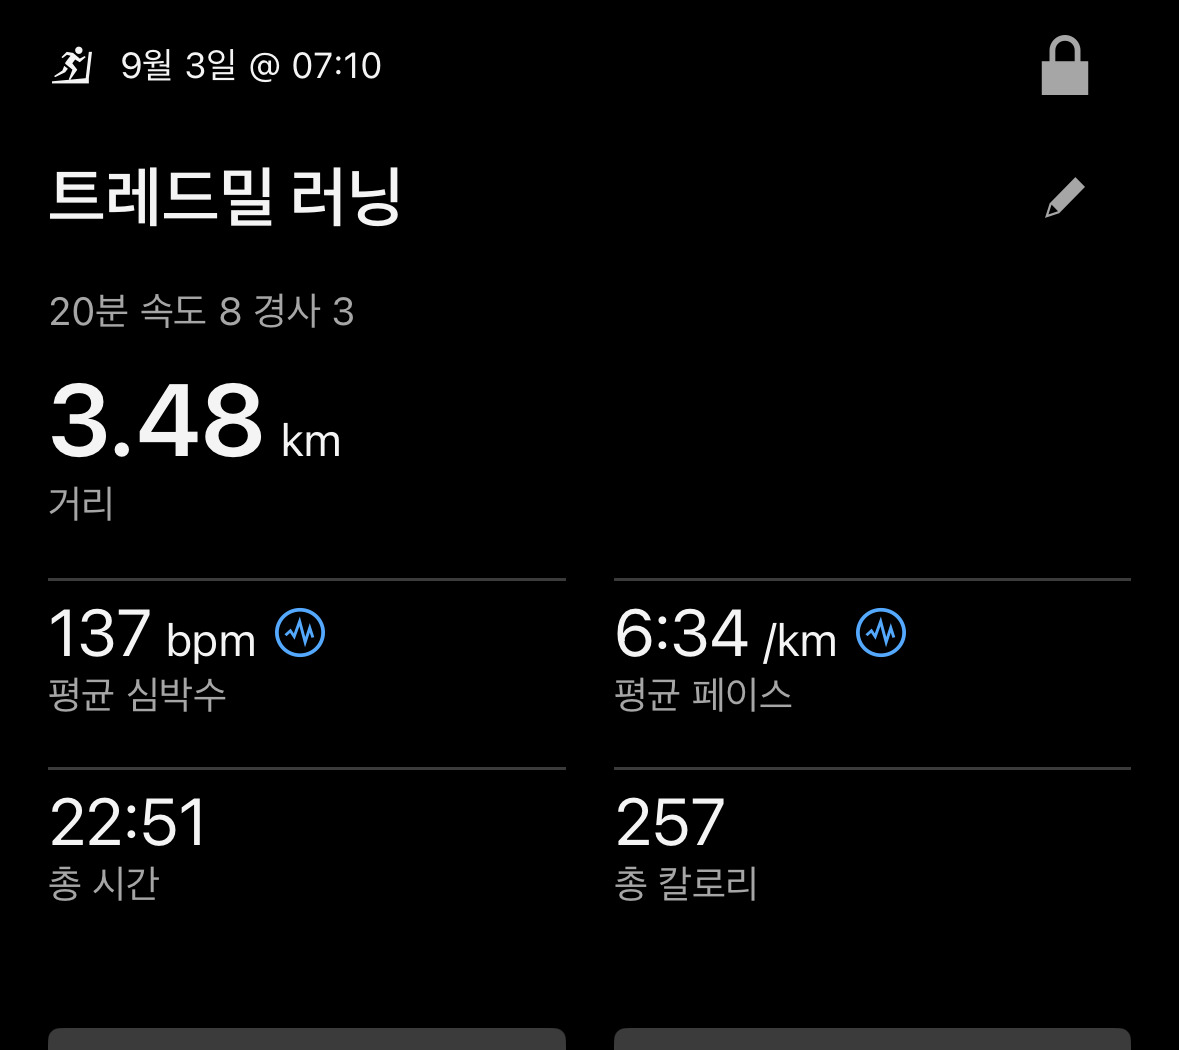 9월 3일 @ 07:10
트레드밀 러닝
20분 속도 8 경사 3
3.48 km
거리
137 bpm
평균 심박수
6:34 /km
평균 페이스
22:51
총 시간
257
총 칼로리